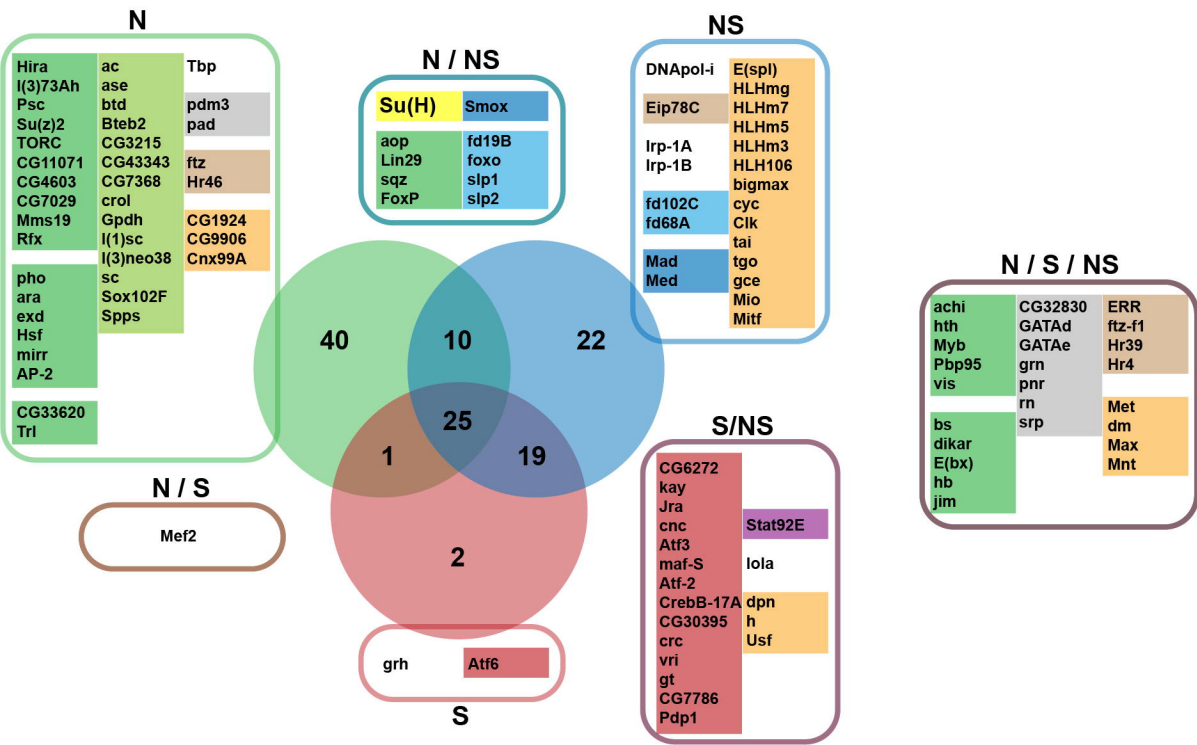 N
Hira
l(3)73Ah
Psc
Su(z)2
TORC
CG11071
CG4603
CG7029
Mms19
Rfx
pho
ara
exd
Hsf
mirr
AP-2
CG33620
Trl
ac
ase
btd
Bteb2
CG3215
CG43343
CG7368
crol
Gpdh
l(1)sc
l(3)neo38
sc
Sox102F
Spps
Tbp
pdm3
pad
ftz
Hr46
CG1924
CG9906
Cnx99A
N / NS
Su(H)
Smox
aop
Lin29
sqz
FoxP
fd19B
foxo
slp1
slp2
NS
DNApol-i
Eip78C
Irp-1A
Irp-1B
fd102C
fd68A
Mad
Med
E(spl)
HLHmg
HLHm7
HLHm5
HLHm3
HLH106
bigmax
cyc
Clk
tai
tgo
gce
Mio
Mitf
40
10
22
25
1
19
2
N / S / NS
achi
hth
Myb
Pbp95
vis
bs
dikar
E(bx)
hb
jim
CG32830
GATAd
GATAe
grn
pnr
rn
srp
ERR
ftz-f1
Hr39
Hr4
Met
dm
Max
Mnt
N / S
Mef2
S/NS
CG6272
kay
Jra
cnc
Atf3
maf-S
Atf-2
CrebB-17A
CG30395
crc
vri
gt
CG7786
Pdp1
Stat92E
lola
dpn
h
Usf
grh
Atf6
S